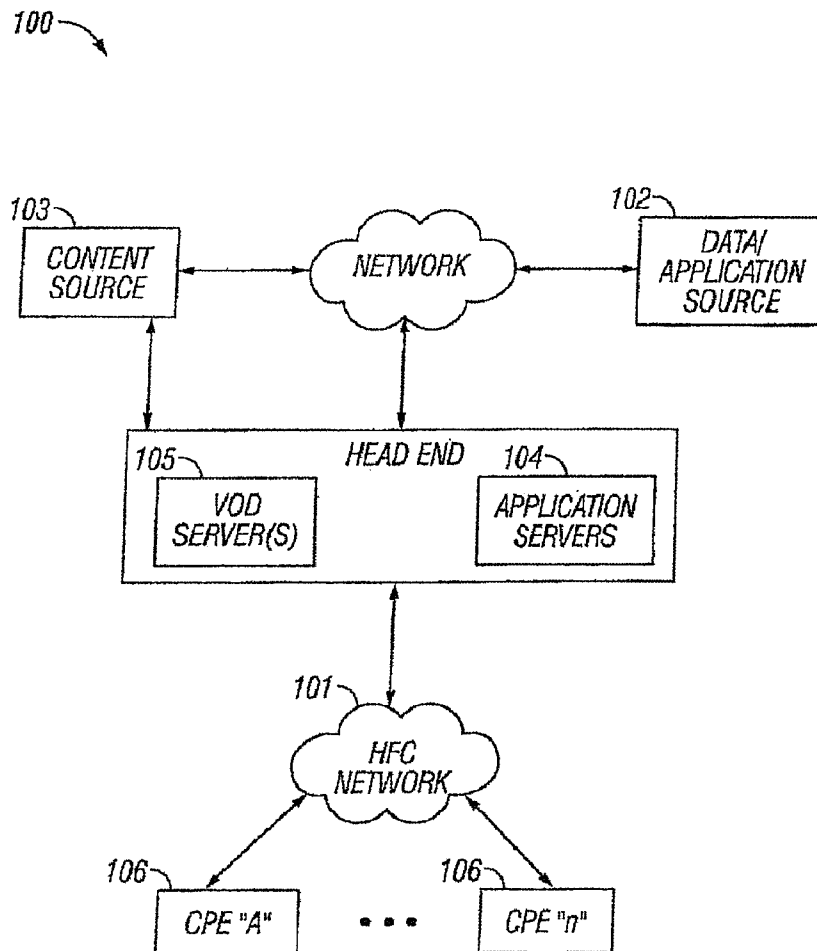 100
103
CONTENT
SOURCE
NETWORK
102
DATA/
APPLICATION
SOURCE
HEAD END
105
VOD
SERVER(S)
104
APPLICATION
SERVERS
101
HFC
NETWORK
106
CPE "A"
• • •
106
CPE "n"